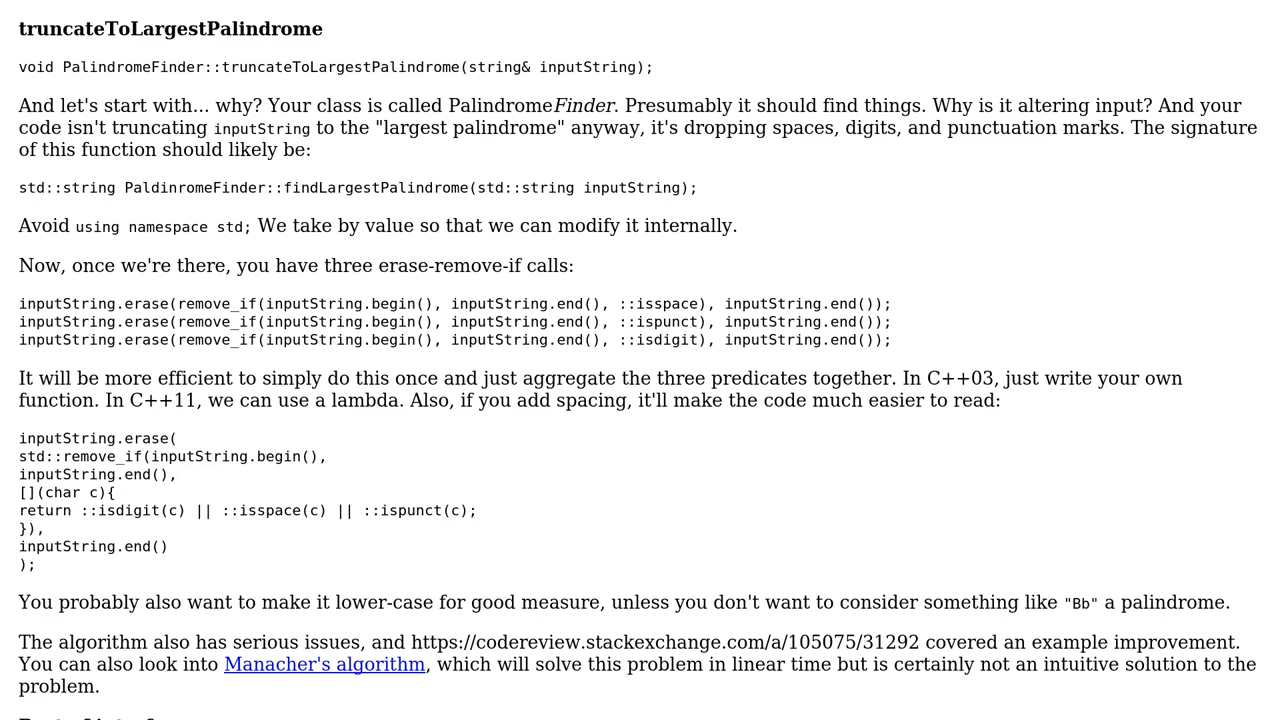 truncateToLargestPalindrome
void PalindromeFinder::truncateToLargestPalindrome(string& inputString);
And let's start with... why? Your class is called PalindromeFinder. Presumably it should find things. Why is it altering input? And your
code isn't truncating inputString to the "largest palindrome" anyway, it's dropping spaces, digits, and punctuation marks. The signature
of this function should likely be:
std::string PaldinromeFinder::findLargestPalindrome(std::string inputString);
Avoid using namespace std; We take by value so that we can modify it internally.
Now, once we're there, you have three erase-remove-if calls:
inputString.erase(remove_if(inputString.begin(), inputString.end(), ::isspace), inputString.end());
inputString.erase(remove_if(inputString.begin(), inputString.end(), ::ispunct), inputString.end());
inputString.erase(remove_if(inputString.begin(), inputString.end(), ::isdigit), inputString.end());
It will be more efficient to simply do this once and just aggregate the three predicates together. In C++03, just write your own
function. In C++11, we can use a lambda. Also, if you add spacing, it'll make the code much easier to read:
inputString.erase(
std::remove_if(inputString.begin(),
inputString.end(),
[](char c){
return ::isdigit(c) || ::isspace(c) || ::ispunct(c);
}),
inputString.end()
);
You probably also want to make it lower-case for good measure, unless you don't want to consider something like "Bb" a palindrome.
The algorithm also has serious issues, and https://codereview.stackexchange.com/a/105075/31292 covered an example improvement.
You can also look into Manacher's algorithm, which will solve this problem in linear time but is certainly not an intuitive solution to the
problem.